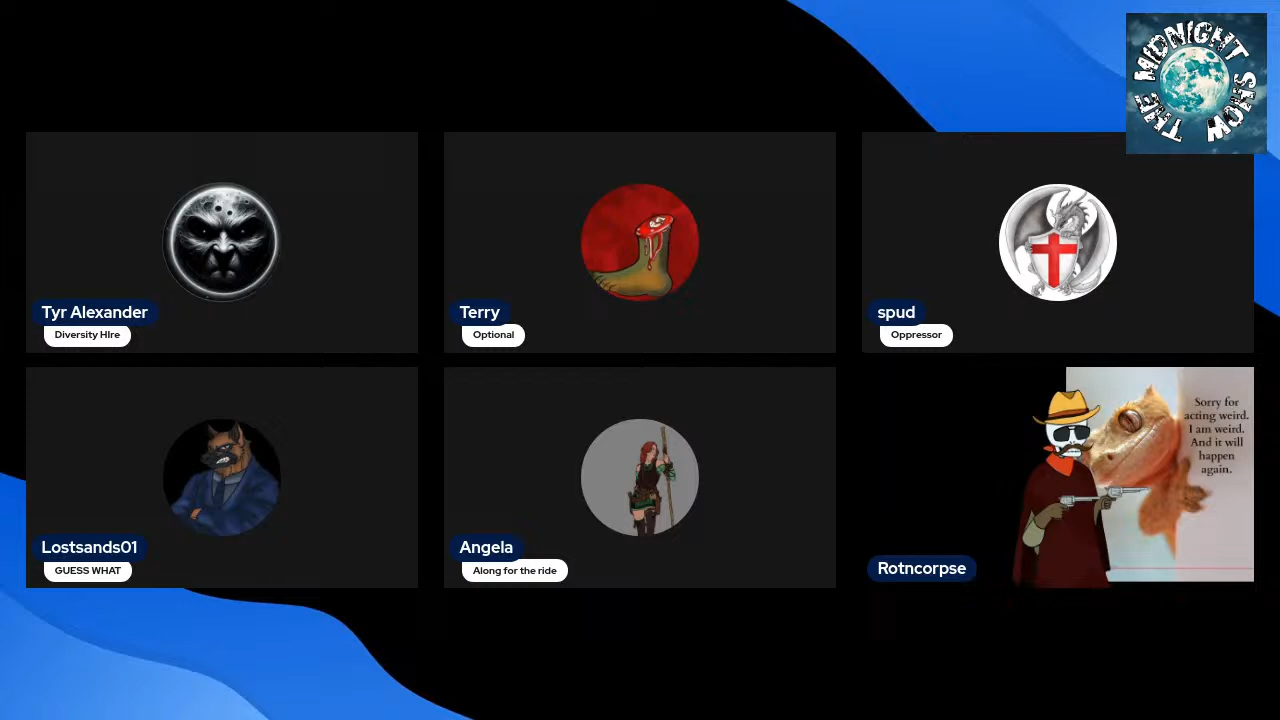 THE MIDNIGHT SHOW
Tyr Alexander
Diversity HIre
Terry
Optional
spud
Oppressor
Lostsands01
GUESS WHAT
Angela
Along for the ride
Rotncorpse
Sorry for
acting weird.
I am weird.
And it will
happen
again.